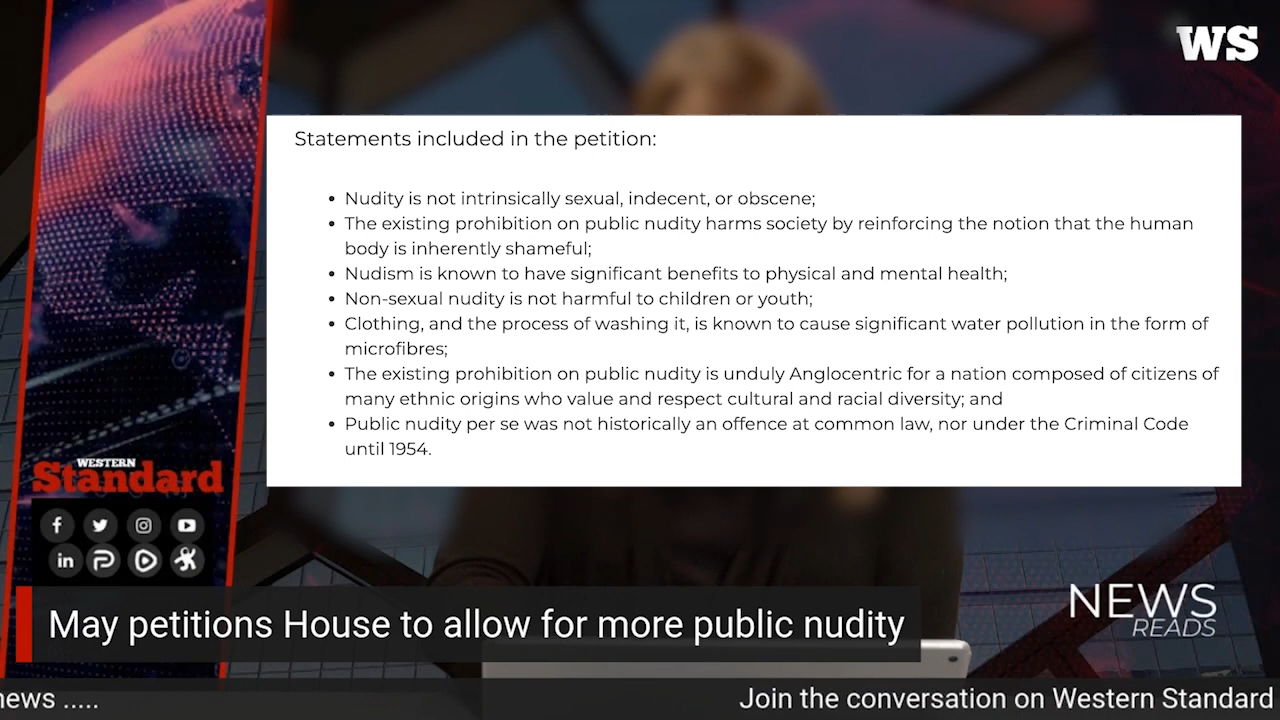 WS
Statements included in the petition:
Nudity is not intrinsically sexual, indecent, or obscene;
The existing prohibition on public nudity harms society by reinforcing the notion that the human
body is inherently shameful;
Nudism is known to have significant benefits to physical and mental health;
Non-sexual nudity is not harmful to children or youth;
Clothing, and the process of washing it, is known to cause significant water pollution in the form of
microfibres;
The existing prohibition on public nudity is unduly Anglocentric for a nation composed of citizens of
many ethnic origins who value and respect cultural and racial diversity; and
Public nudity per se was not historically an offence at common law, nor under the Criminal Code
until 1954.
WESTERN
Standard
May petitions House to allow for more public nudity
NEWS
READS
news .....
Join the conversation on Western Standard